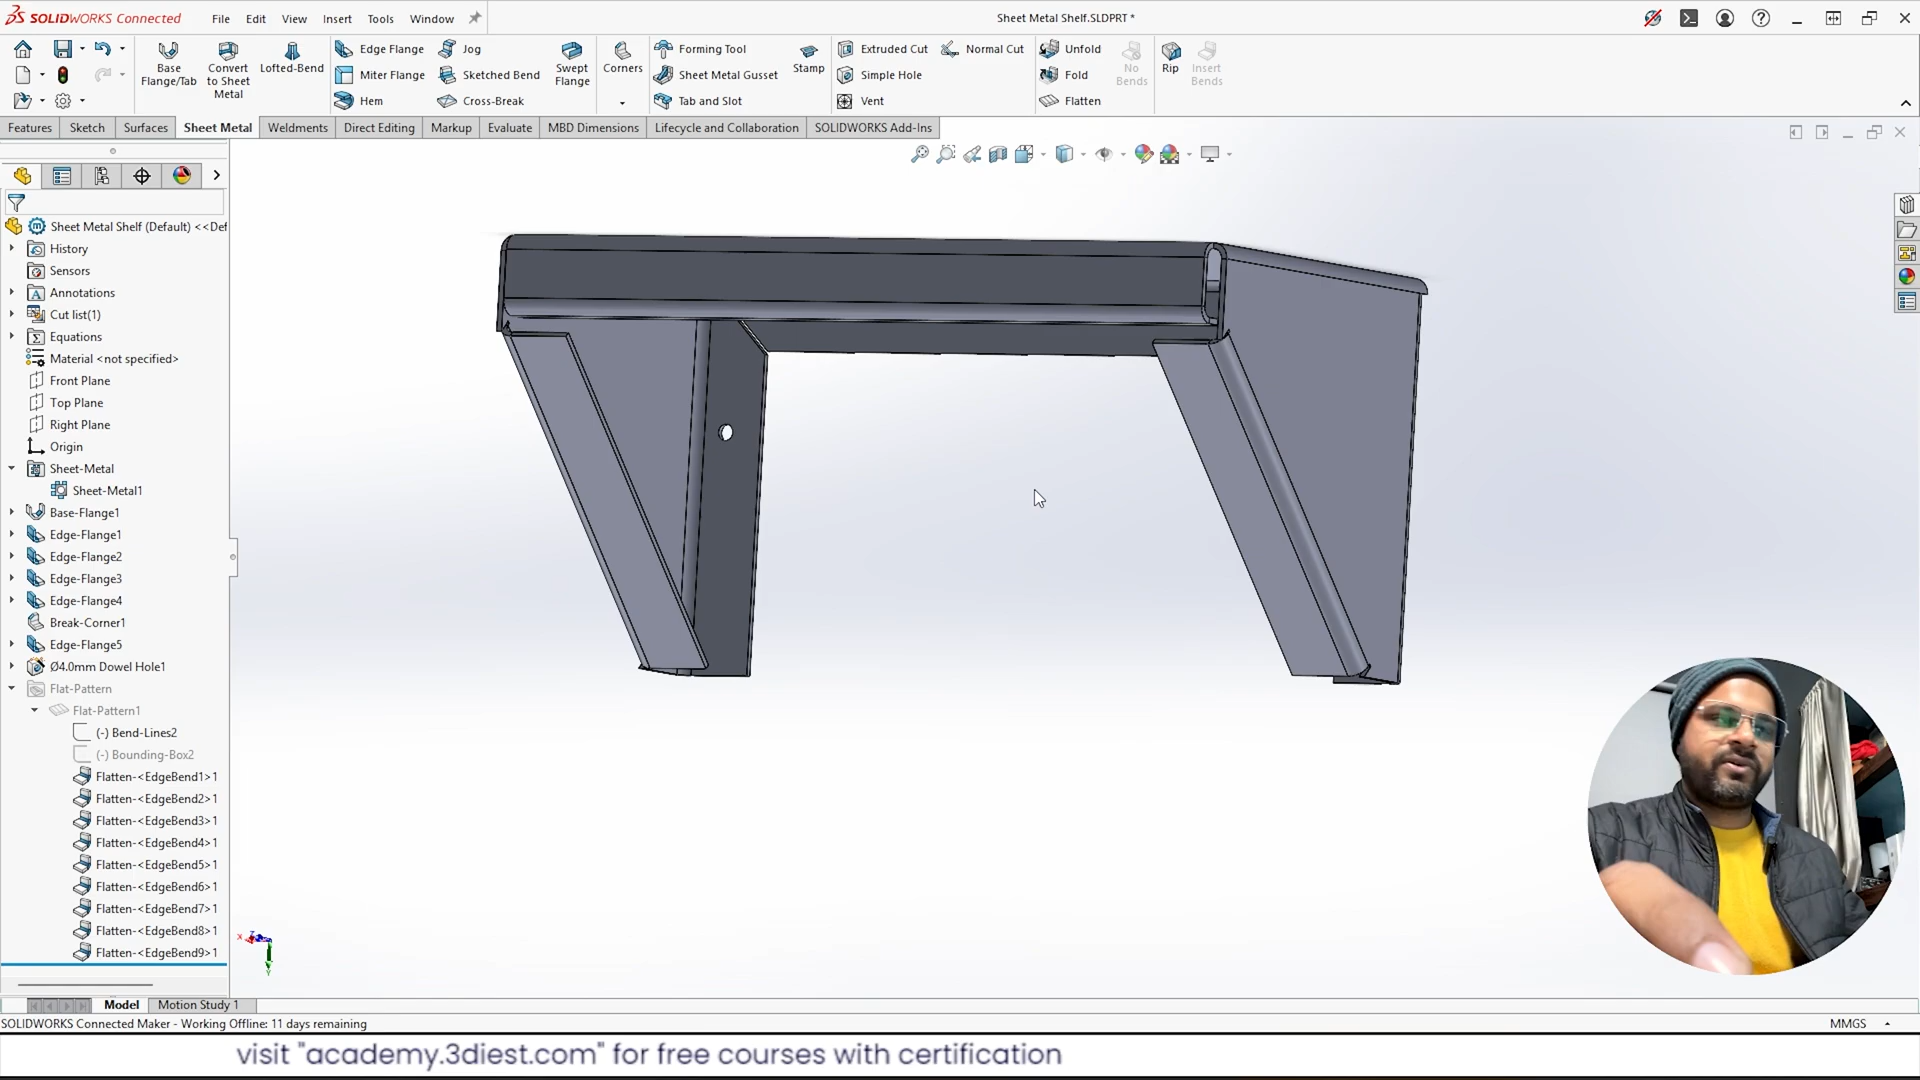 SOLIDWORKS Connected
File Edit View Insert Tools Window
Sheet Metal Shelf.SLDPRT *
Base Flange/Tab
Convert to Sheet Metal
Lofted-Bend
Edge Flange
Miter Flange
Hem
Jog
Sketched Bend
Cross-Break
Swept Flange
Corners
Forming Tool
Sheet Metal Gusset
Tab and Slot
Stamp
Extruded Cut
Simple Hole
Vent
Normal Cut
Unfold
Fold
Flatten
No Bends
Rip
Insert Bends
Features Sketch Surfaces Sheet Metal Weldments Direct Editing Markup Evaluate MBD Dimensions Lifecycle and Collaboration SOLIDWORKS Add-Ins
Sheet Metal Shelf (Default) <<Def
History
Sensors
Annotations
Cut list(1)
Equations
Material <not specified>
Front Plane
Top Plane
Right Plane
Origin
Sheet-Metal
Sheet-Metal1
Base-Flange1
Edge-Flange1
Edge-Flange2
Edge-Flange3
Edge-Flange4
Break-Corner1
Edge-Flange5
Ø4.0mm Dowel Hole1
Flat-Pattern
Flat-Pattern1
(-) Bend-Lines2
(-) Bounding-Box2
Flatten-<EdgeBend1>1
Flatten-<EdgeBend2>1
Flatten-<EdgeBend3>1
Flatten-<EdgeBend4>1
Flatten-<EdgeBend5>1
Flatten-<EdgeBend6>1
Flatten-<EdgeBend7>1
Flatten-<EdgeBend8>1
Flatten-<EdgeBend9>1
Model Motion Study 1
SOLIDWORKS Connected Maker - Working Offline: 11 days remaining
MMGS
visit "academy.3diest.com" for free courses with certification